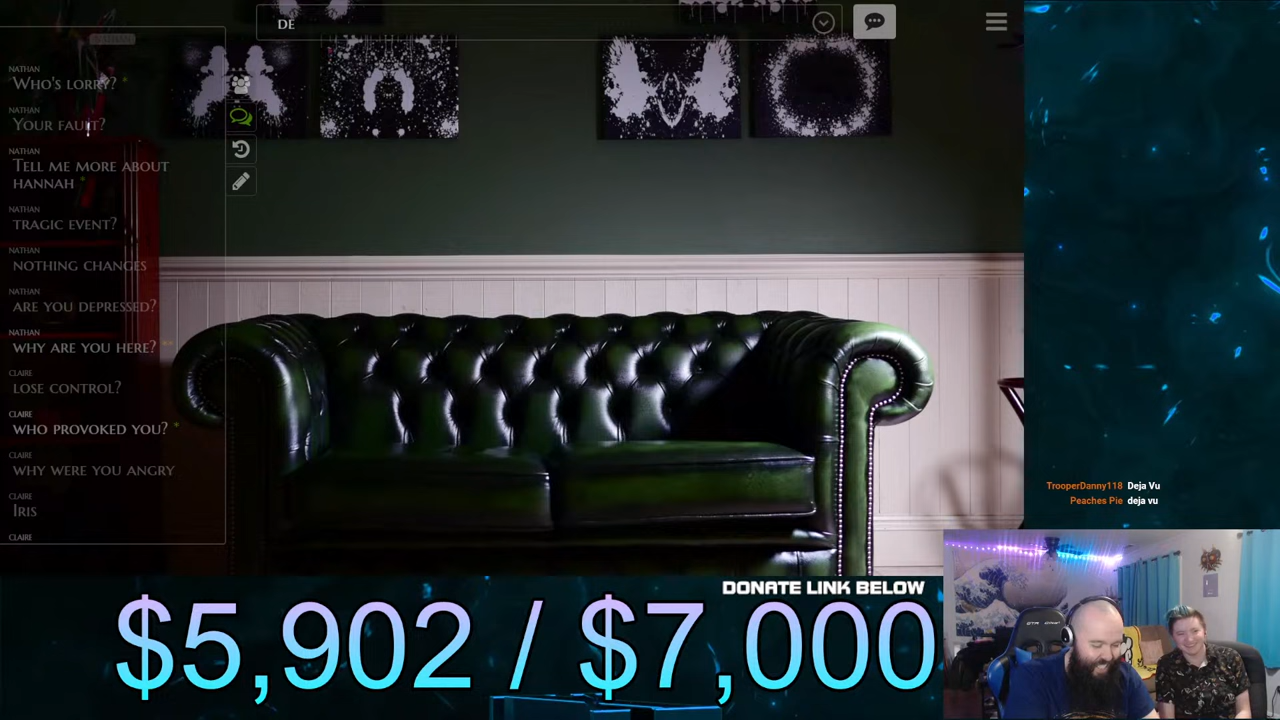 DE
NATHAN
Who's lorry? *
NATHAN
Your fault?
NATHAN
Tell me more about
hannah *
NATHAN
tragic event?
NATHAN
nothing changes
NATHAN
are you depressed?
NATHAN
why are you here? **
CLAIRE
lose control?
CLAIRE
who provoked you? *
CLAIRE
why were you angry
CLAIRE
Iris
CLAIRE
TrooperDanny118 Deja Vu
Peaches Pie deja vu
DONATE LINK BELOW
$5,902 / $7,000